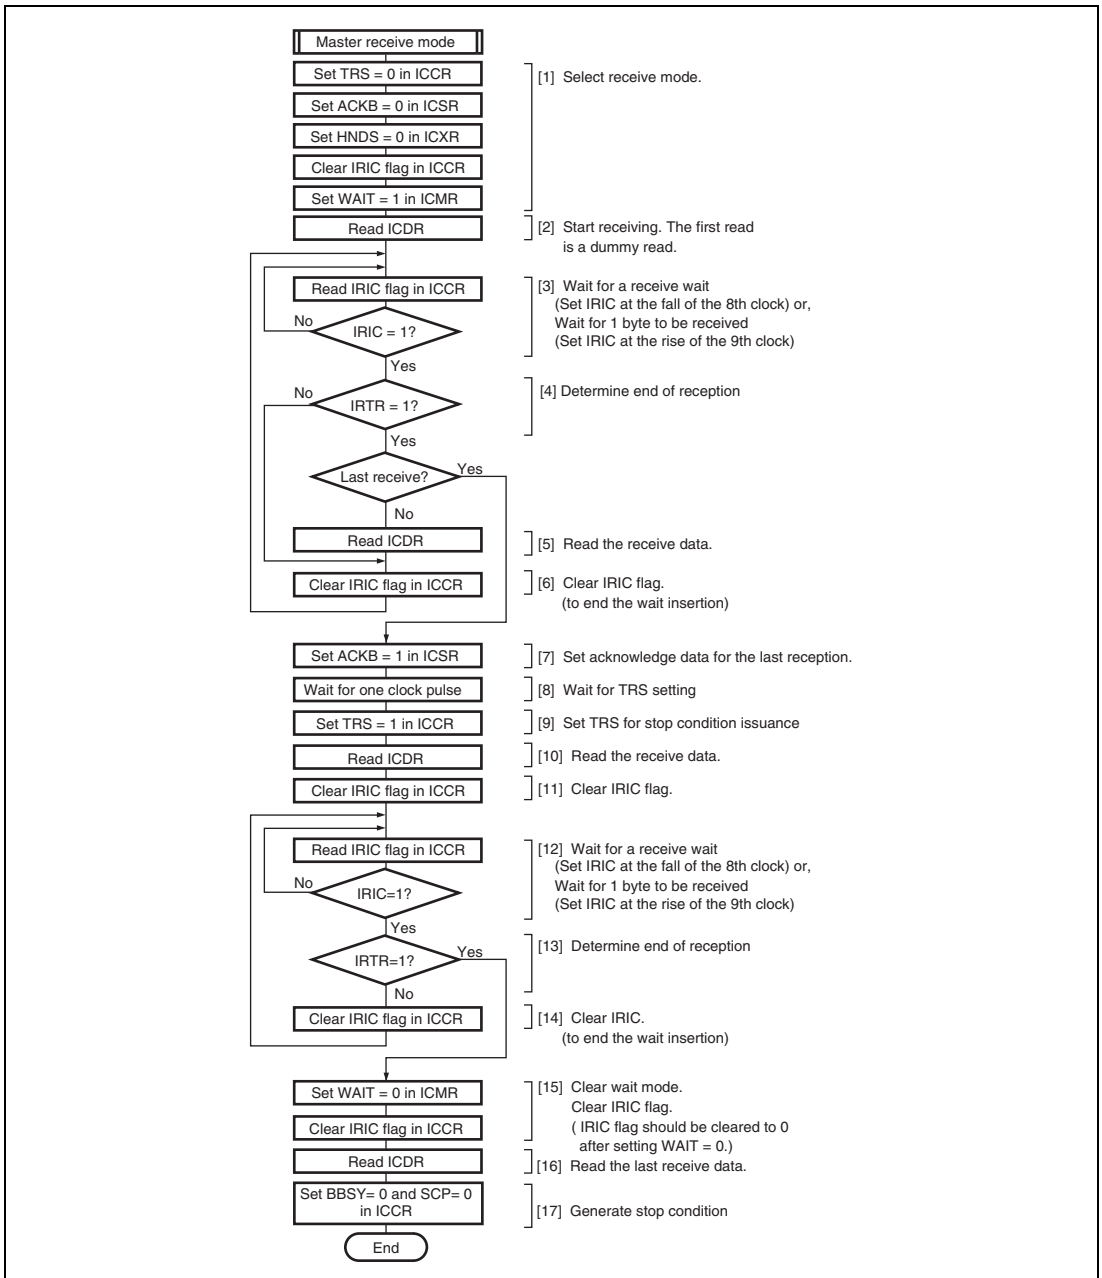 Master receive mode
Set TRS = 0 in ICCR
[1] Select receive mode.
Set ACKB = 0 in ICSR
Set HNDS = 0 in ICXR
Clear IRIC flag in ICCR
Set WAIT = 1 in ICMR
Read ICDR
[2] Start receiving. The first read
is a dummy read.
Read IRIC flag in ICCR
[3] Wait for a receive wait
(Set IRIC at the fall of the 8th clock) or,
Wait for 1 byte to be received
(Set IRIC at the rise of the 9th clock)
No
IRIC = 1?
Yes
No
IRTR = 1?
[4] Determine end of reception
Yes
Last receive?
Yes
No
Read ICDR
[5] Read the receive data.
Clear IRIC flag in ICCR
[6] Clear IRIC flag.
(to end the wait insertion)
Set ACKB = 1 in ICSR
[7] Set acknowledge data for the last reception.
Wait for one clock pulse
[8] Wait for TRS setting
Set TRS = 1 in ICCR
[9] Set TRS for stop condition issuance
Read ICDR
[10] Read the receive data.
Clear IRIC flag in ICCR
[11] Clear IRIC flag.
Read IRIC flag in ICCR
[12] Wait for a receive wait
(Set IRIC at the fall of the 8th clock) or,
Wait for 1 byte to be received
(Set IRIC at the rise of the 9th clock)
No
IRIC=1?
Yes
IRTR=1?
Yes
[13] Determine end of reception
No
Clear IRIC flag in ICCR
[14] Clear IRIC.
(to end the wait insertion)
Set WAIT = 0 in ICMR
[15] Clear wait mode.
Clear IRIC flag.
( IRIC flag should be cleared to 0
after setting WAIT = 0.)
Clear IRIC flag in ICCR
Read ICDR
[16] Read the last receive data.
Set BBSY= 0 and SCP= 0
in ICCR
[17] Generate stop condition
End